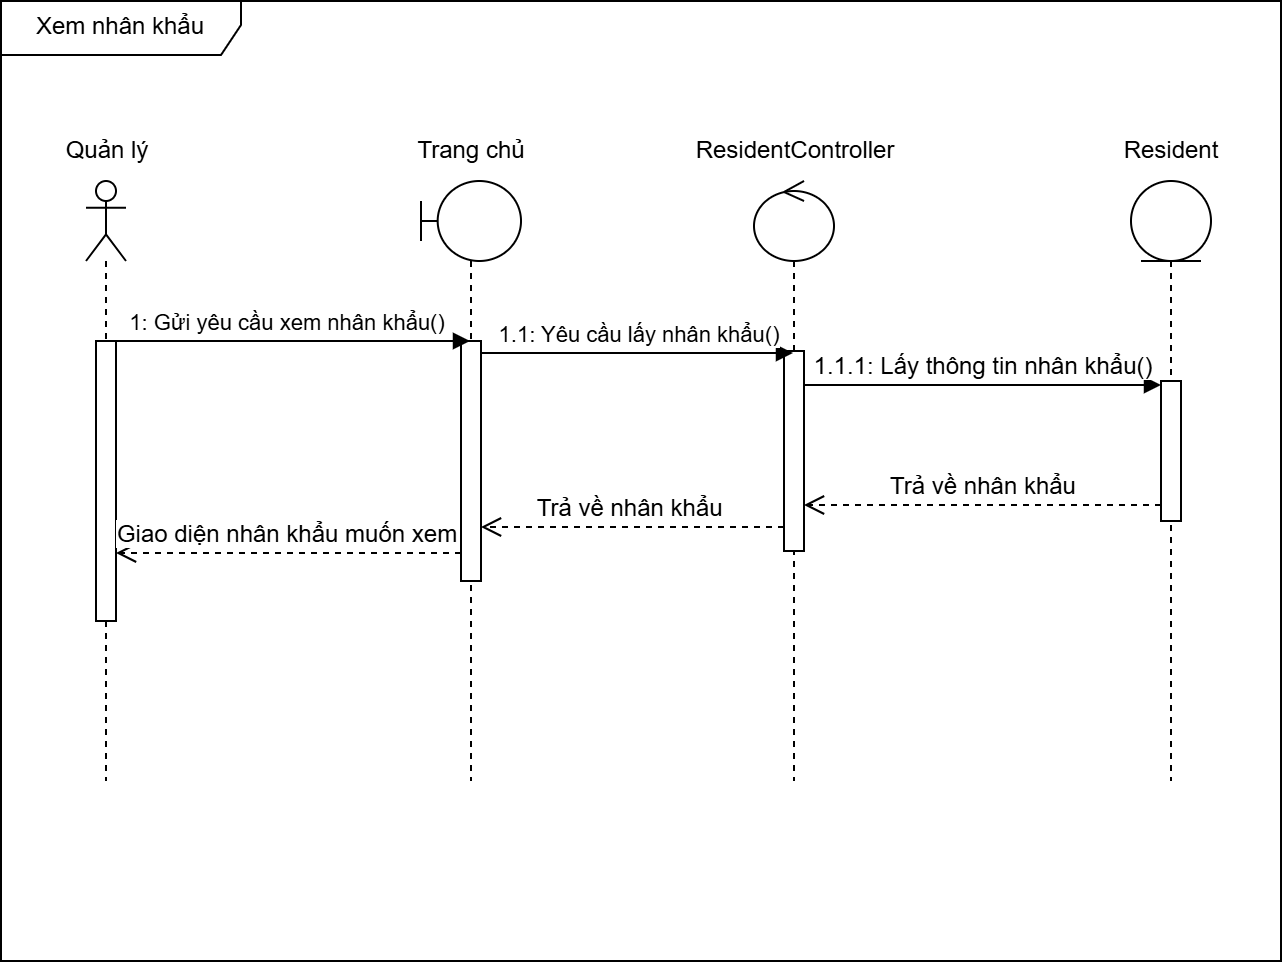 Xem nhân khẩu
Quản lý
Trang chủ
ResidentController
Resident
1: Gửi yêu cầu xem nhân khẩu()
1.1: Yêu cầu lấy nhân khẩu()
1.1.1: Lấy thông tin nhân khẩu()
Trả về nhân khẩu
Trả về nhân khẩu
Giao diện nhân khẩu muốn xem